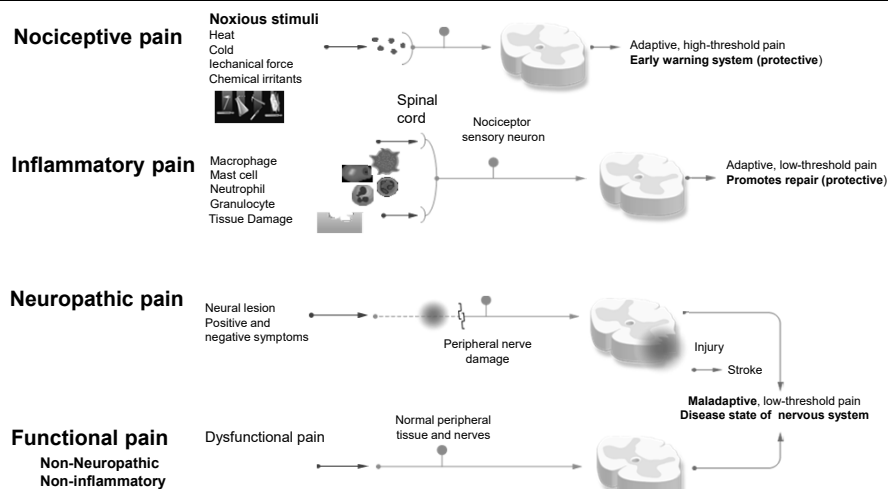 Nociceptive pain
Noxious stimuli
Heat
Cold
lechanical force
Chemical irritants
Adaptive, high-threshold pain
Early warning system (protective)
Spinal
cord
Nociceptor
sensory neuron
Inflammatory pain
Macrophage
Mast cell
Neutrophil
Granulocyte
Tissue Damage
Adaptive, low-threshold pain
Promotes repair (protective)
Neuropathic pain
Neural lesion
Positive and
negative symptoms
Peripheral nerve
damage
Injury
Stroke
Maladaptive, low-threshold pain
Disease state of nervous system
Functional pain
Non-Neuropathic
Non-inflammatory
Dysfunctional pain
Normal peripheral
tissue and nerves